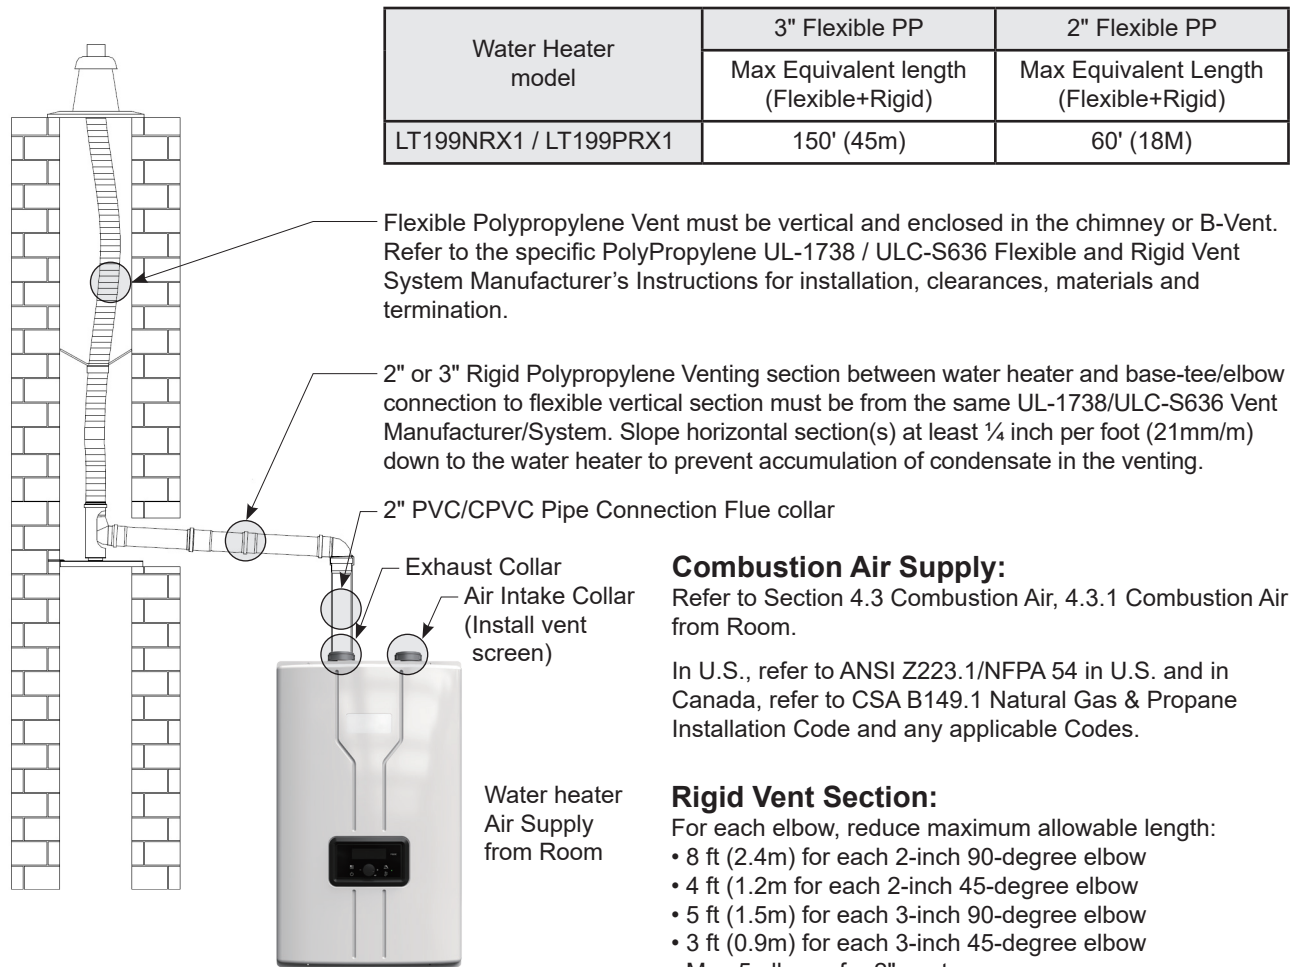 Water Heater
model
3" Flexible PP
2" Flexible PP
Max Equivalent length
(Flexible+Rigid)
Max Equivalent Length
(Flexible+Rigid)
LT199NRX1 / LT199PRX1
150' (45m)
60' (18M)
Flexible Polypropylene Vent must be vertical and enclosed in the chimney or B-Vent.
Refer to the specific PolyPropylene UL-1738 / ULC-S636 Flexible and Rigid Vent
System Manufacturer’s Instructions for installation, clearances, materials and
termination.
2" or 3" Rigid Polypropylene Venting section between water heater and base-tee/elbow
connection to flexible vertical section must be from the same UL-1738/ULC-S636 Vent
Manufacturer/System. Slope horizontal section(s) at least ¼ inch per foot (21mm/m)
down to the water heater to prevent accumulation of condensate in the venting.
2" PVC/CPVC Pipe Connection Flue collar
Exhaust Collar
Air Intake Collar
(Install vent
screen)
Water heater
Air Supply
from Room
Combustion Air Supply:
Refer to Section 4.3 Combustion Air, 4.3.1 Combustion Air
from Room.
In U.S., refer to ANSI Z223.1/NFPA 54 in U.S. and in
Canada, refer to CSA B149.1 Natural Gas & Propane
Installation Code and any applicable Codes.
Rigid Vent Section:
For each elbow, reduce maximum allowable length:
• 8 ft (2.4m) for each 2-inch 90-degree elbow
• 4 ft (1.2m for each 2-inch 45-degree elbow
• 5 ft (1.5m) for each 3-inch 90-degree elbow
• 3 ft (0.9m) for each 3-inch 45-degree elbow